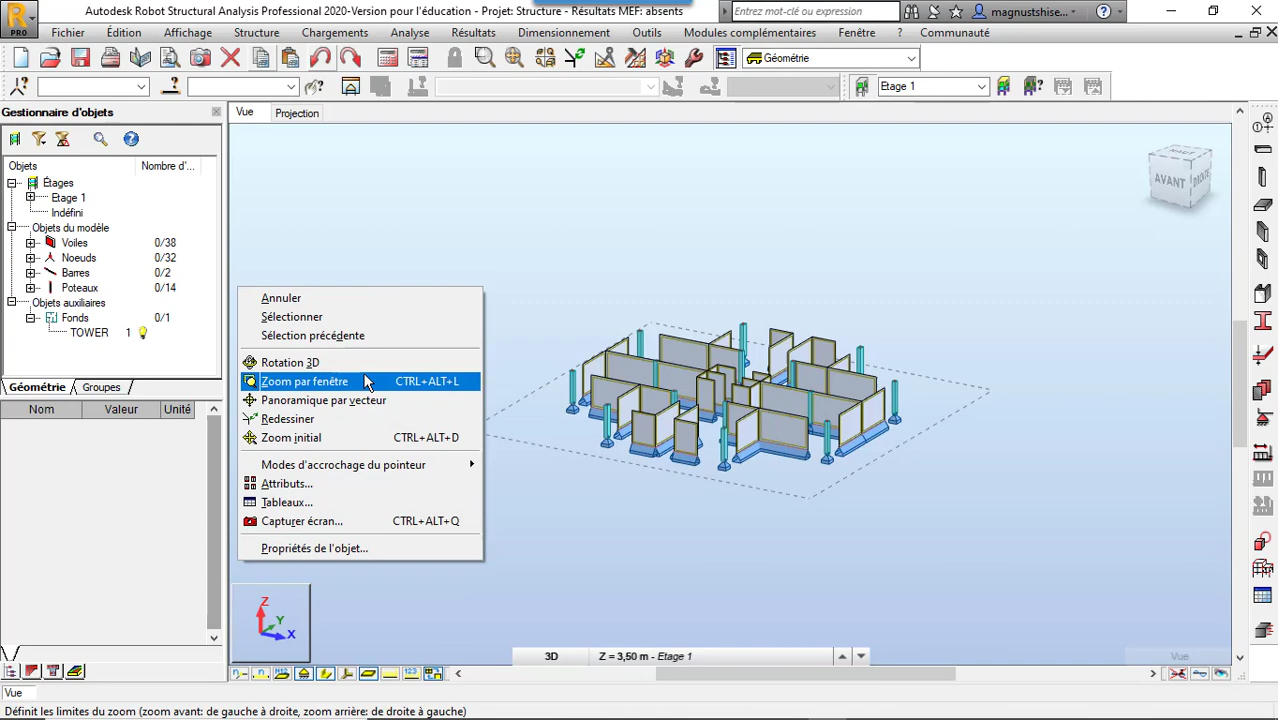 Autodesk Robot Structural Analysis Professional 2020-Version pour l'éducation - Projet: Structure - Résultats MEF: absents
Entrez mot-clé ou expression
magnustshise...
PRO
Fichier Édition Affichage Structure Chargements Analyse Résultats Dimensionnement Outils Modules complémentaires Fenêtre ? Communauté
Géométrie
Etage 1
Gestionnaire d'objets
Vue Projection
Objets Nombre d'...
Étages
Etage 1
Indéfini
Objets du modèle
Voiles 0/38
Noeuds 0/32
Barres 0/2
Poteaux 0/14
Objets auxiliaires
Fonds 0/1
TOWER 1
Géométrie Groupes
Nom Valeur Unité
HAUT
AVANT
DROITE
Annuler
Sélectionner
Sélection précédente
Rotation 3D
Zoom par fenêtre CTRL+ALT+L
Panoramique par vecteur
Redessiner
Zoom initial CTRL+ALT+D
Modes d'accrochage du pointeur
Attributs...
Tableaux...
Capturer écran... CTRL+ALT+Q
Propriétés de l'objet...
Z
Y
X
3D Z = 3,50 m - Etage 1
Vue
Vue
Définit les limites du zoom (zoom avant: de gauche à droite, zoom arrière: de droite à gauche)